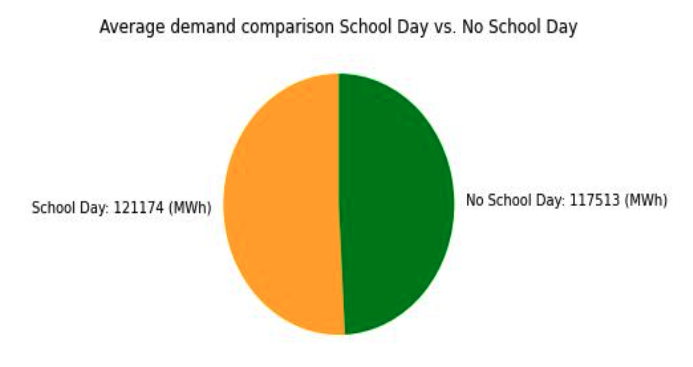 Average demand comparison School Day vs. No School Day
No School Day: 117513 (MWh)
School Day: 121174 (MWh)